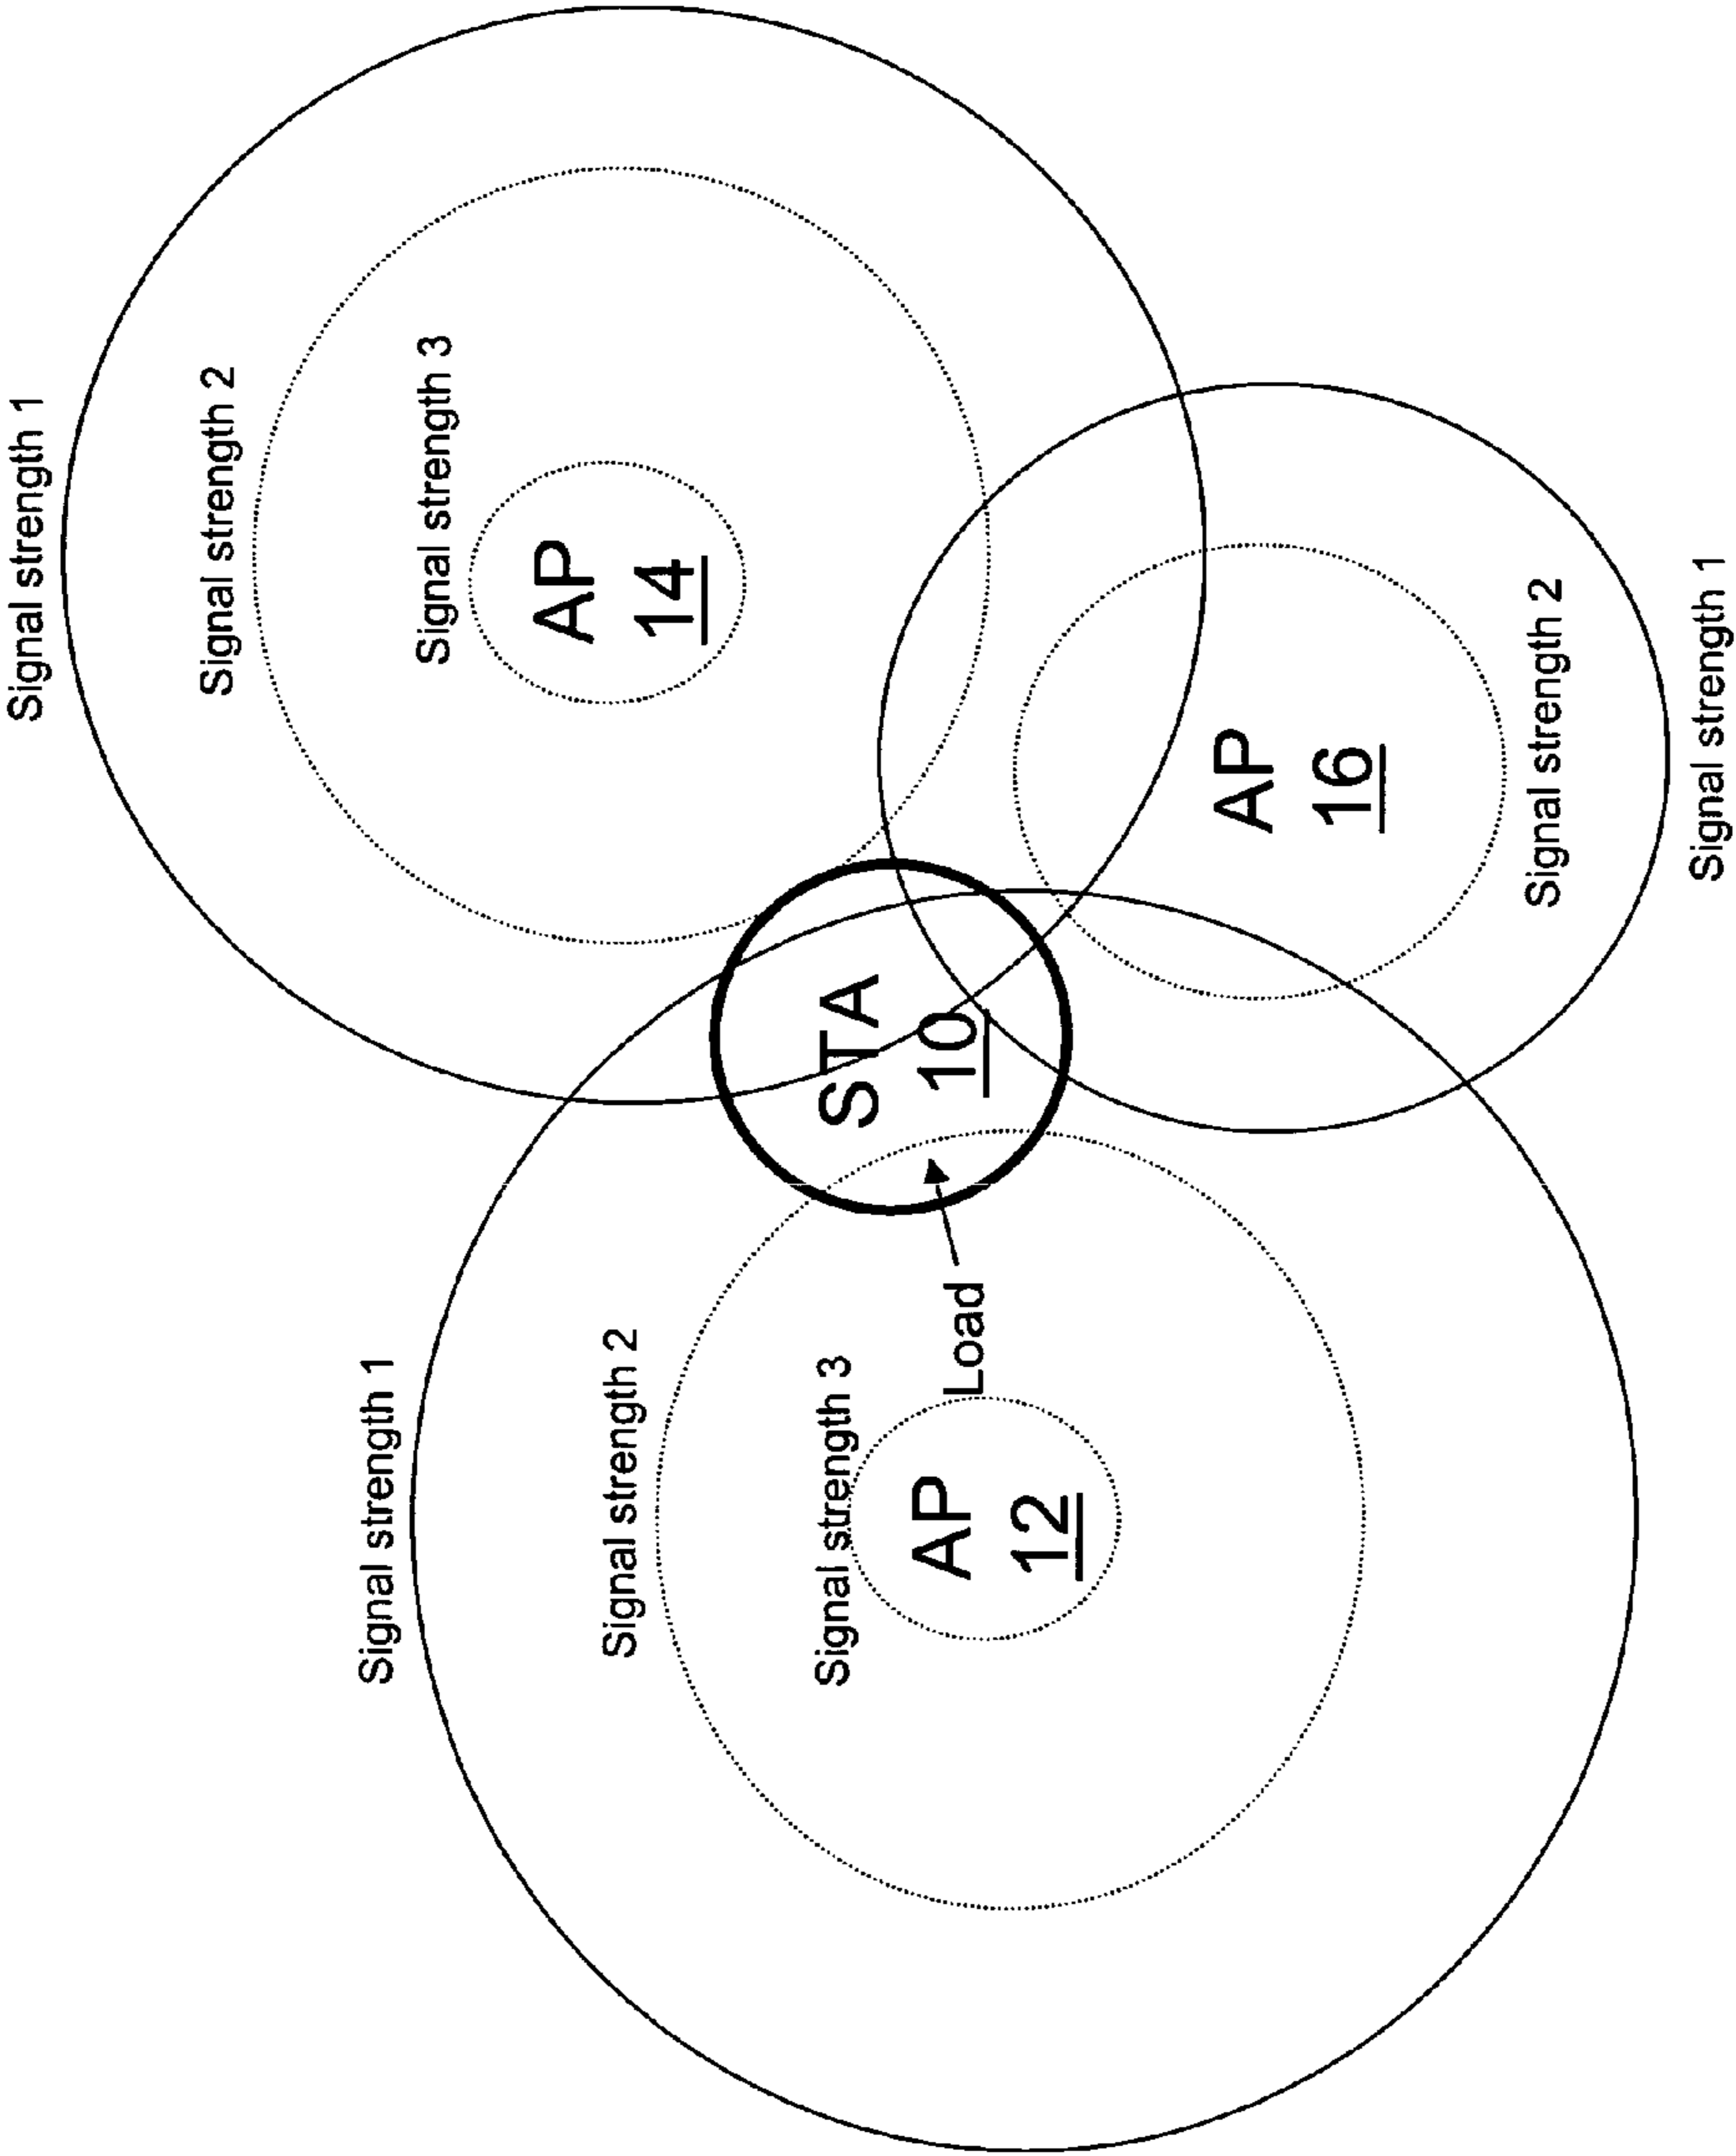 Signal strength 1
Signal strength 2
Signal strength 3
AP
12
Load
STA
10
Signal strength 1
Signal strength 2
Signal strength 3
AP
14
AP
16
Signal strength 2
Signal strength 1